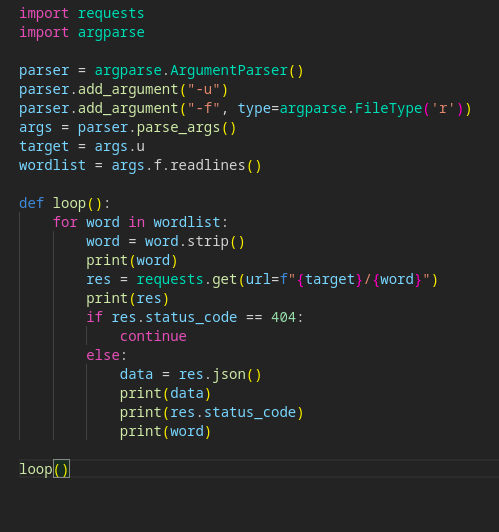 import requests
import argparse

parser = argparse.ArgumentParser()
parser.add_argument("-u")
parser.add_argument("-f", type=argparse.FileType('r'))
args = parser.parse_args()
target = args.u
wordlist = args.f.readlines()

def loop():
    for word in wordlist:
        word = word.strip()
        print(word)
        res = requests.get(url=f"{target}/{word}")
        print(res)
        if res.status_code == 404:
            continue
        else:
            data = res.json()
            print(data)
            print(res.status_code)
            print(word)

loop()